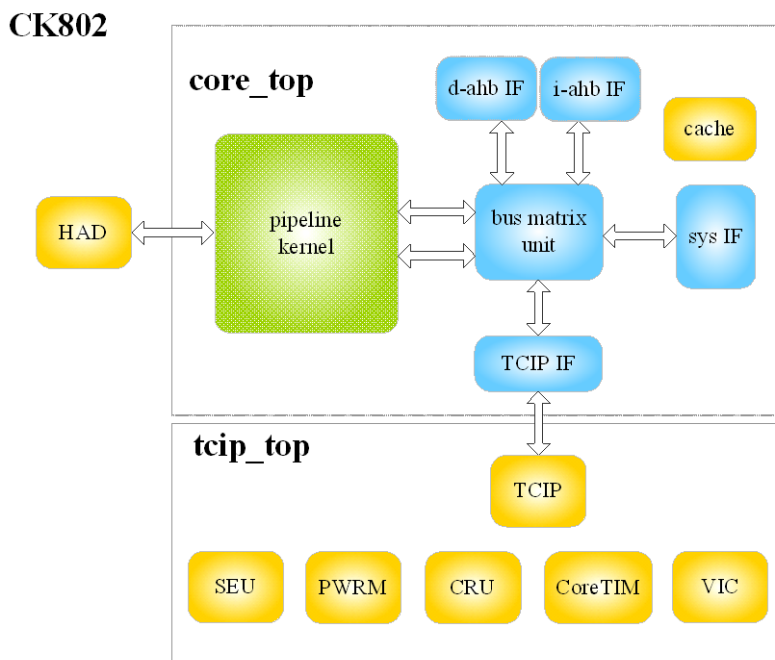 CK802
core_top
d-ahb IF
i-ahb IF
cache
HAD
pipeline
kernel
bus matrix
unit
sys IF
TCIP IF
tcip_top
TCIP
SEU
PWRM
CRU
CoreTIM
VIC